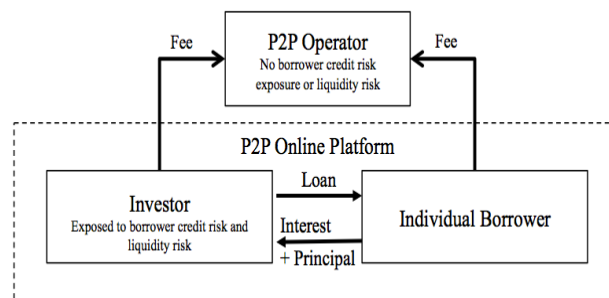 Fee
P2P Operator
Fee
No borrower credit risk
exposure or liquidity risk
P2P Online Platform
Investor
Exposed to borrower credit risk and
liquidity risk
Loan
Interest
+ Principal
Individual Borrower